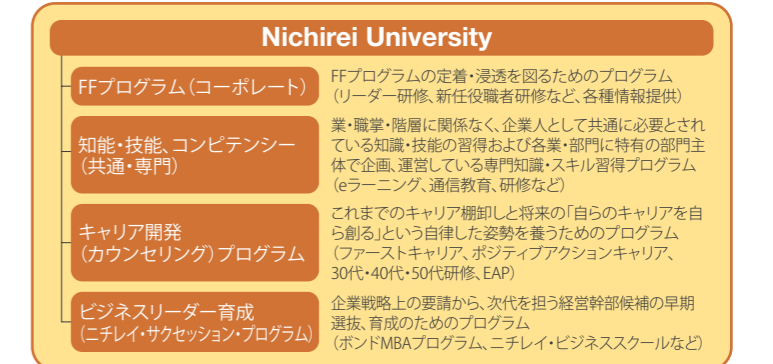 Nichirei University
FFプログラム（コーポレート）
FFプログラムの定着・浸透を図るためのプログラム
（リーダー研修、新任役職者研修など、各種情報提供）
知能・技能、コンピテンシー
（共通・専門）
業・職掌・階層に関係なく、企業人として共通に必要とされ
ている知識・技能の習得および各業・部門に特有の部門主
体で企画、運営している専門知識・スキル習得プログラム
（eラーニング、通信教育、研修など）
キャリア開発
（カウンセリング）プログラム
これまでのキャリア棚卸しと将来の「自らのキャリアを自
ら創る」という自律した姿勢を養うためのプログラム
（ファーストキャリア、ポジティブアクションキャリア、
30代・40代・50代研修、EAP）
ビジネスリーダー育成
（ニチレイ・サクセッション・プログラム）
企業戦略上の要請から、次代を担う経営幹部候補の早期
選抜、育成のためのプログラム
（ボンドMBAプログラム、ニチレイ・ビジネススクールなど）